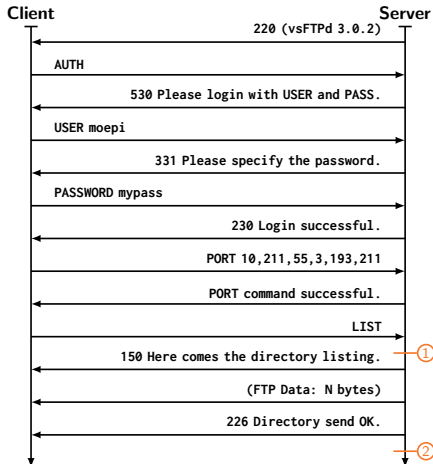 Client Server
220 (vsFTPd 3.0.2)
AUTH
530 Please login with USER and PASS.
USER moepi
331 Please specify the password.
PASSWORD mypass
230 Login successful.
PORT 10,211,55,3,193,211
PORT command successful.
LIST
1
150 Here comes the directory listing.
(FTP Data: N bytes)
226 Directory send OK.
2